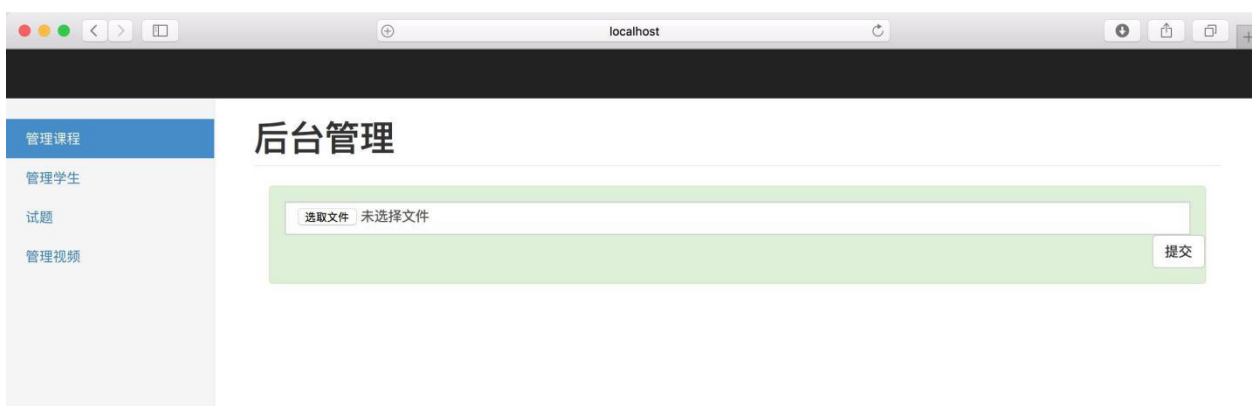 localhost
管理课程
管理学生
试题
管理视频
后台管理
选取文件 未选择文件
提交